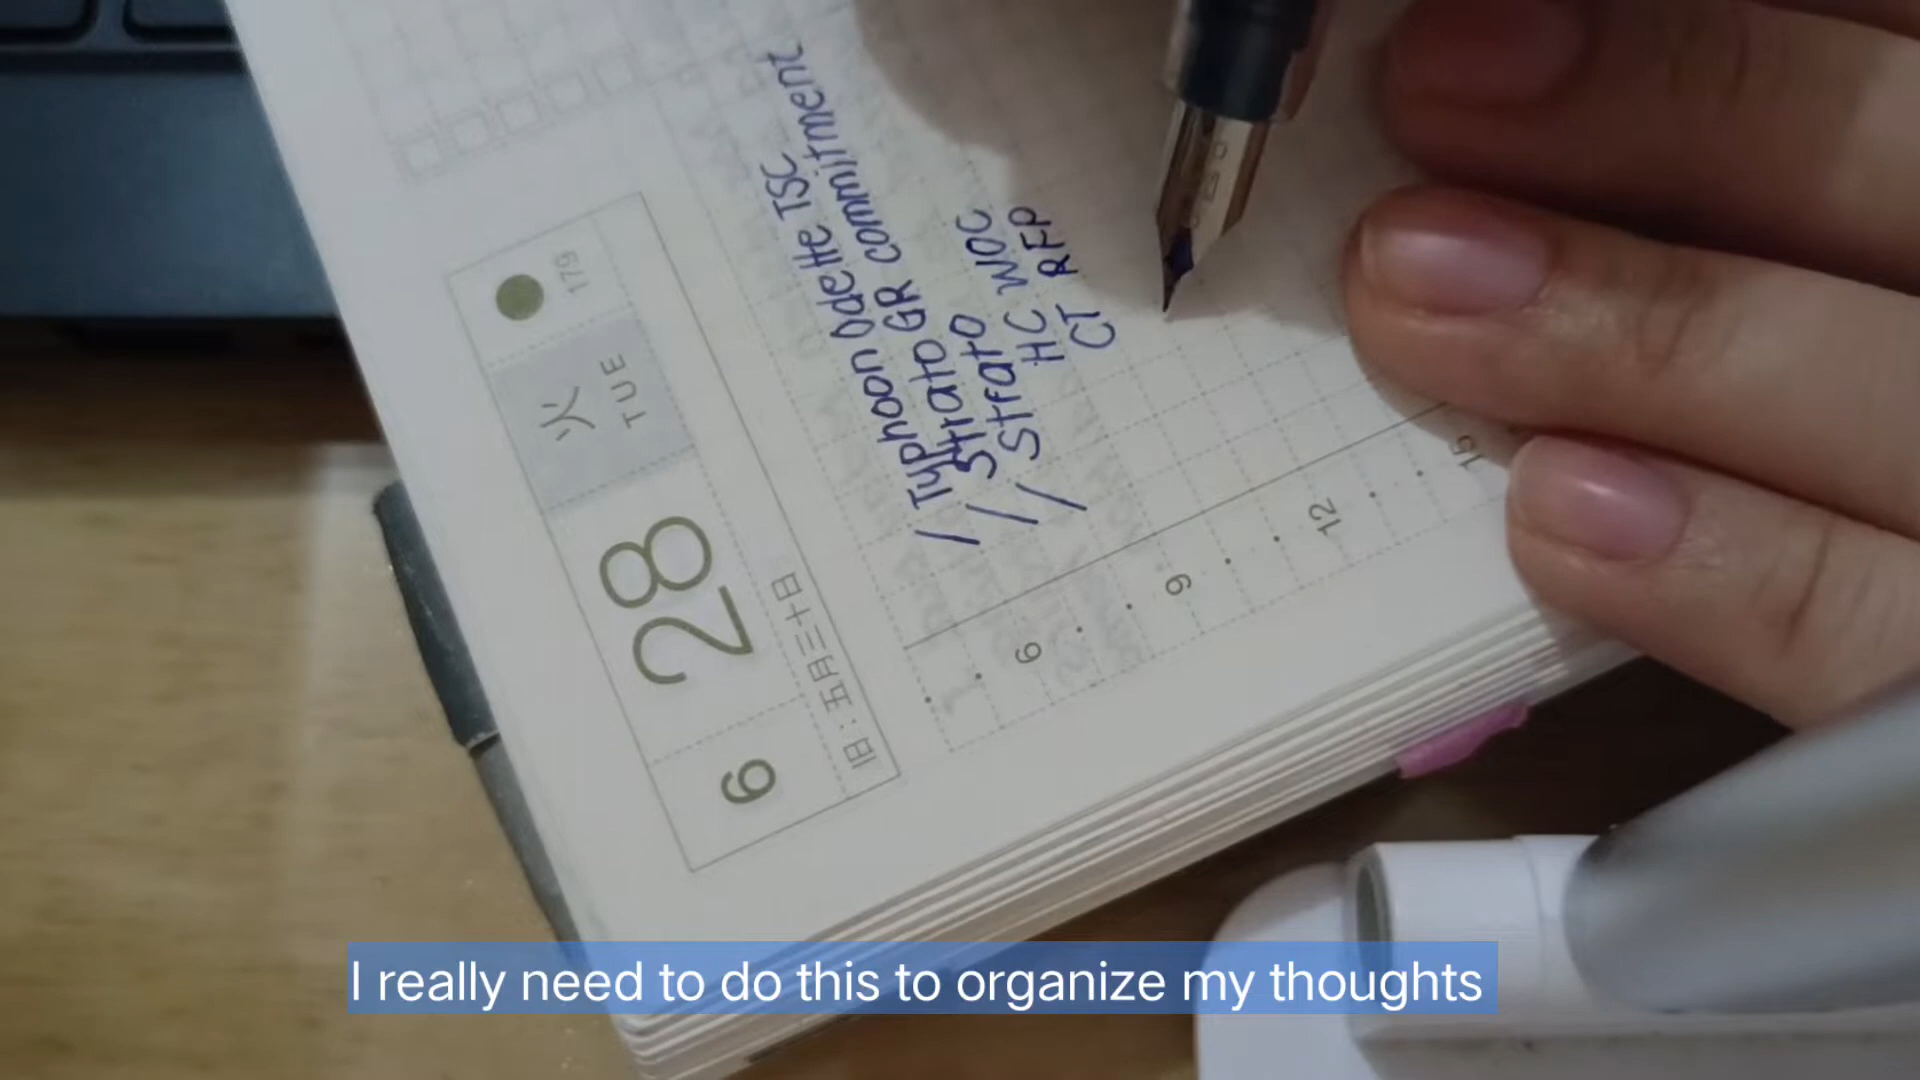 6 28 火 TUE 179
旧:五月三十日
/ Typhoon Odette TSC
/ Strato GR commitment
/ Strato
HC WOC
CT RFP
6 9 12 15
I really need to do this to organize my thoughts